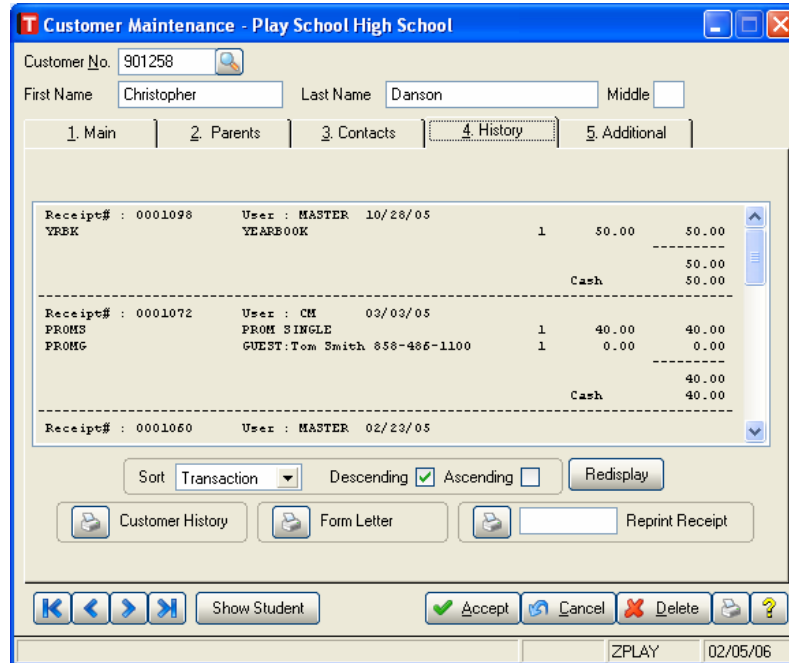 T Customer Maintenance - Play School High School
Customer No. 901258
First Name Christopher Last Name Danson Middle
1. Main 2. Parents 3. Contacts 4. History 5. Additional
Receipt# : 0001098 User : MASTER 10/28/05
YRBK YEARBOOK 1 50.00 50.00
---------
50.00
Cash 50.00
Receipt# : 0001072 User : CM 03/03/05
PROMS PROM SINGLE 1 40.00 40.00
PROMG GUEST:Tom Smith 858-486-1100 1 0.00 0.00
---------
40.00
Cash 40.00
Receipt# : 0001060 User : MASTER 02/23/05
Sort Transaction Descending Ascending Redisplay
Customer History Form Letter Reprint Receipt
Show Student Accept Cancel Delete ?
ZPLAY 02/05/06